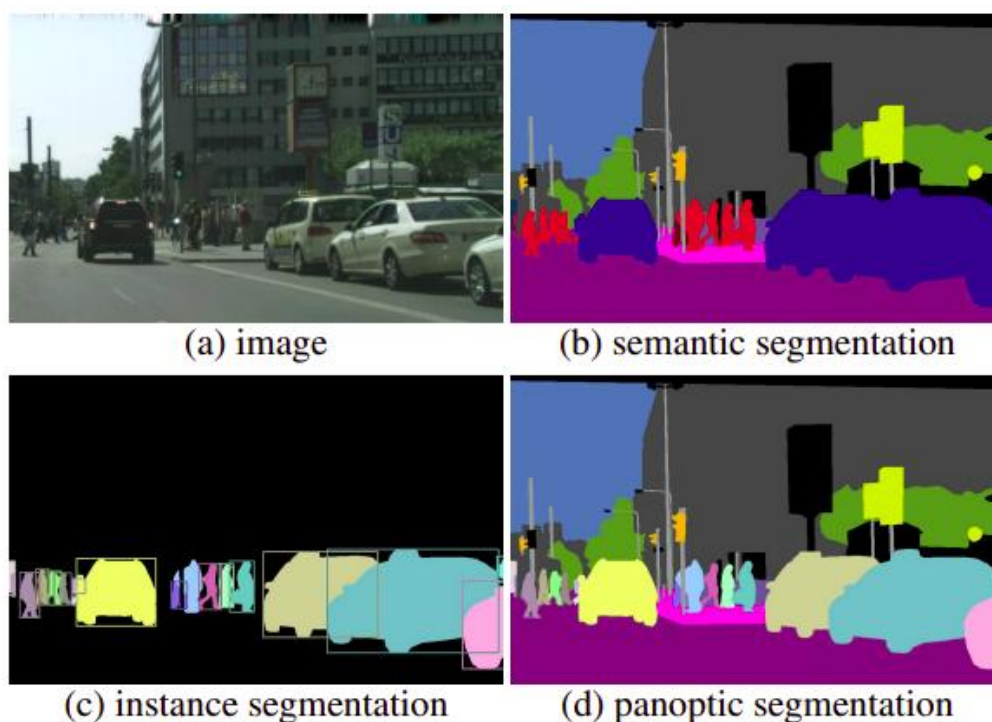 (a) image
(b) semantic segmentation
(c) instance segmentation
(d) panoptic segmentation